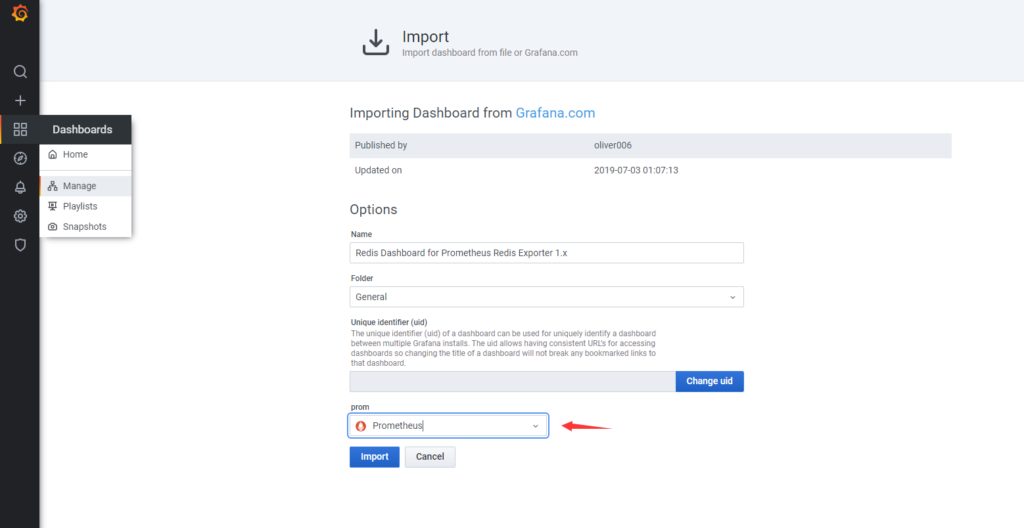 Import
Import dashboard from file or Grafana.com
Dashboards
Home
Manage
Playlists
Snapshots
Importing Dashboard from Grafana.com
Published by oliver006
Updated on 2019-07-03 01:07:13
Options
Name
Redis Dashboard for Prometheus Redis Exporter 1.x
Folder
General
Unique identifier (uid)
The unique identifier (uid) of a dashboard can be used for uniquely identify a dashboard
between multiple Grafana installs. The uid allows having consistent URL's for accessing
dashboards so changing the title of a dashboard will not break any bookmarked links to
that dashboard.
Change uid
prom
Prometheus
Import Cancel